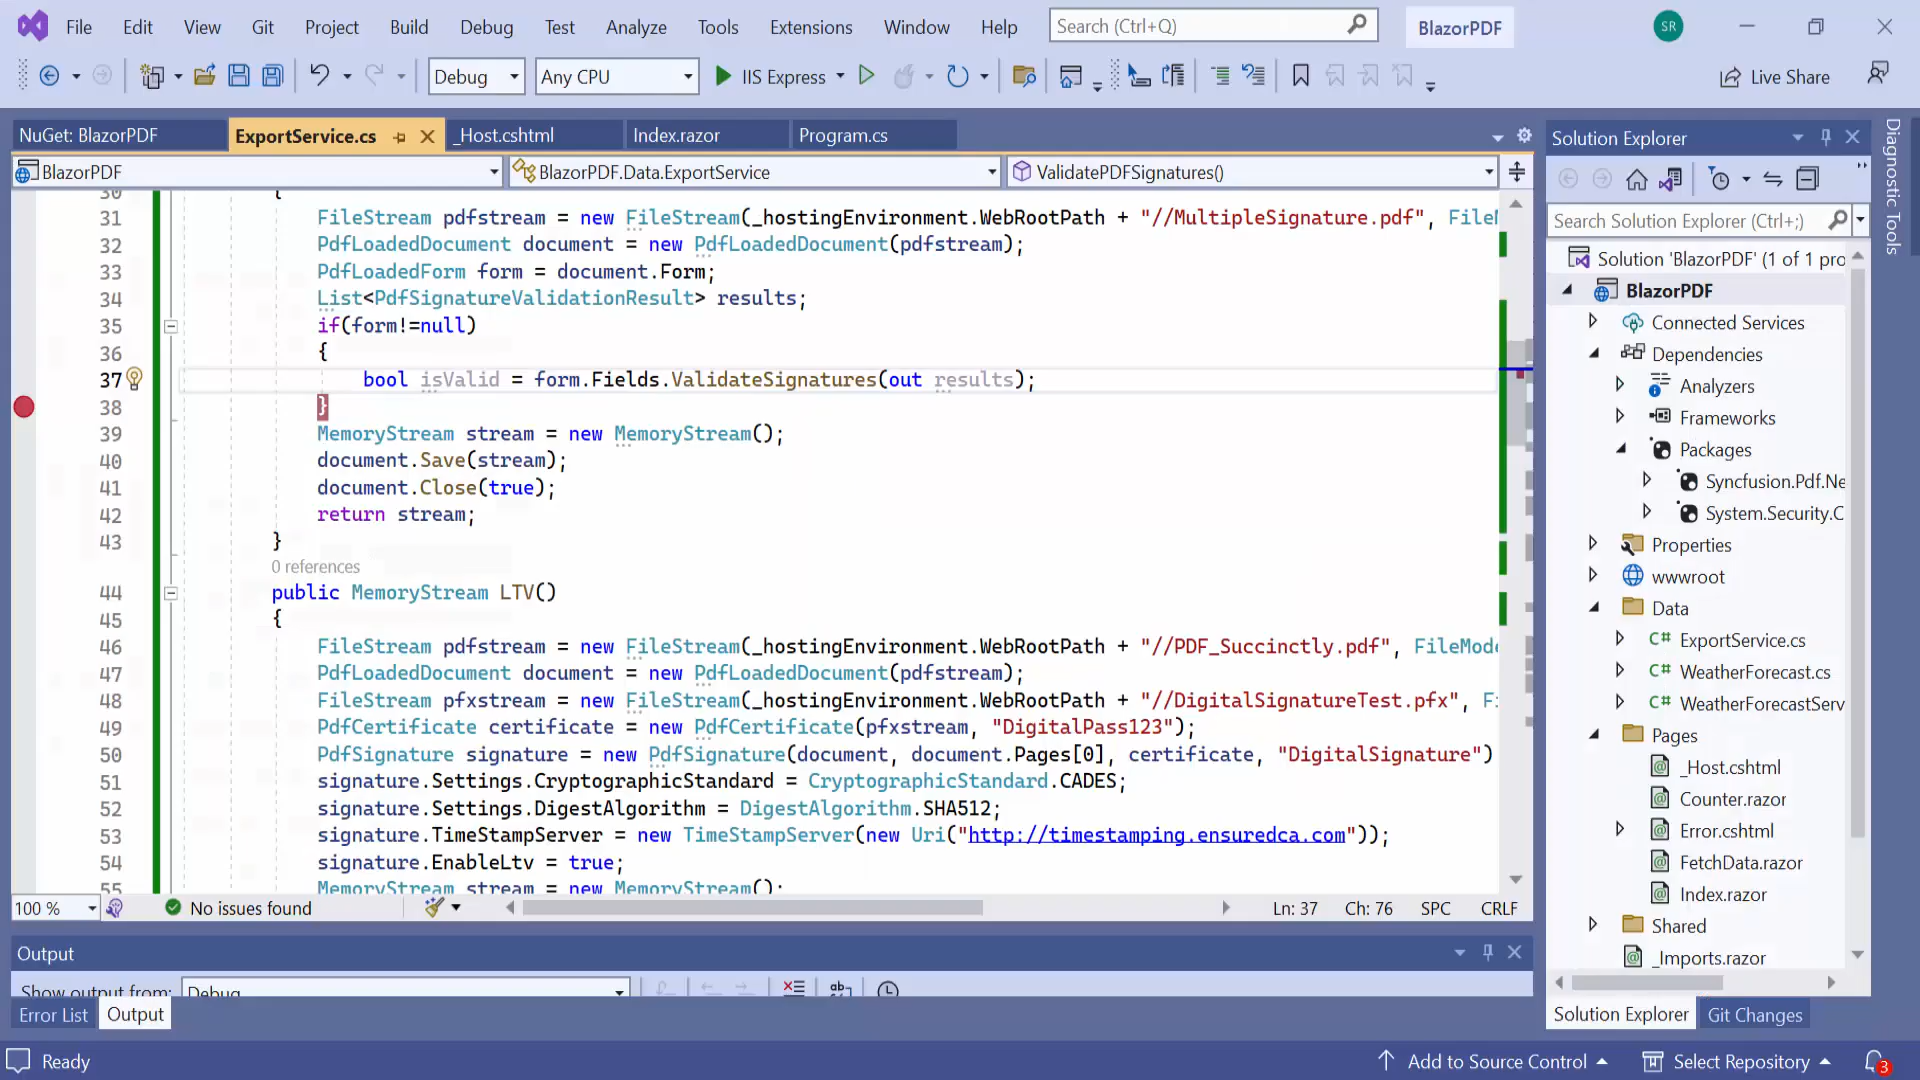 File Edit View Git Project Build Debug Test Analyze Tools Extensions Window Help Search (Ctrl+Q) BlazorPDF SR
Debug Any CPU IIS Express Live Share
NuGet: BlazorPDF ExportService.cs _Host.cshtml Index.razor Program.cs
BlazorPDF BlazorPDF.Data.ExportService ValidatePDFSignatures()
30 {
31 FileStream pdfstream = new FileStream(_hostingEnvironment.WebRootPath + "//MultipleSignature.pdf", FileM
32 PdfLoadedDocument document = new PdfLoadedDocument(pdfstream);
33 PdfLoadedForm form = document.Form;
34 List<PdfSignatureValidationResult> results;
35 if(form!=null)
36 {
37 bool isValid = form.Fields.ValidateSignatures(out results);
38 }
39 MemoryStream stream = new MemoryStream();
40 document.Save(stream);
41 document.Close(true);
42 return stream;
43 }
0 references
44 public MemoryStream LTV()
45 {
46 FileStream pdfstream = new FileStream(_hostingEnvironment.WebRootPath + "//PDF_Succinctly.pdf", FileMode
47 PdfLoadedDocument document = new PdfLoadedDocument(pdfstream);
48 FileStream pfxstream = new FileStream(_hostingEnvironment.WebRootPath + "//DigitalSignatureTest.pfx", Fi
49 PdfCertificate certificate = new PdfCertificate(pfxstream, "DigitalPass123");
50 PdfSignature signature = new PdfSignature(document, document.Pages[0], certificate, "DigitalSignature")
51 signature.Settings.CryptographicStandard = CryptographicStandard.CADES;
52 signature.Settings.DigestAlgorithm = DigestAlgorithm.SHA512;
53 signature.TimeStampServer = new TimeStampServer(new Uri("http://timestamping.ensuredca.com"));
54 signature.EnableLtv = true;
55 MemoryStream stream = new MemoryStream();
100 % No issues found Ln: 37 Ch: 76 SPC CRLF
Output
Show output from: Debug
Error List Output
Solution Explorer
Search Solution Explorer (Ctrl+;)
Solution 'BlazorPDF' (1 of 1 pro
BlazorPDF
Connected Services
Dependencies
Analyzers
Frameworks
Packages
Syncfusion.Pdf.Ne
System.Security.C
Properties
wwwroot
Data
C# ExportService.cs
C# WeatherForecast.cs
C# WeatherForecastServ
Pages
_Host.cshtml
Counter.razor
Error.cshtml
FetchData.razor
Index.razor
Shared
_Imports.razor
Solution Explorer Git Changes
Diagnostic Tools
Ready Add to Source Control Select Repository 3